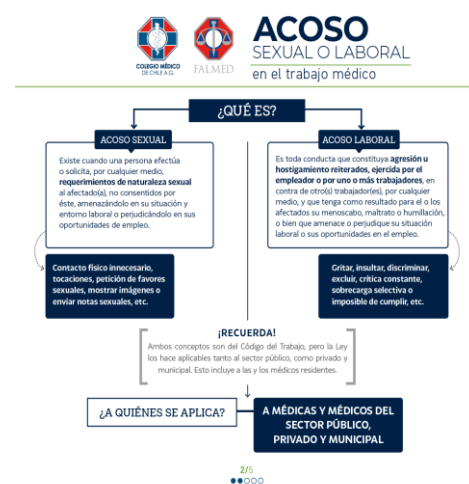 ACOSO
SEXUAL O LABORAL
en el trabajo médico
COLEGIO MÉDICO
DE CHILE A.G.
FALMED
¿QUÉ ES?
ACOSO SEXUAL
Existe cuando una persona efectúa
o solicita, por cualquier medio,
requerimientos de naturaleza sexual
al afectado(a), no consentidos por
éste, amenazándolo en su situación y
entorno laboral o perjudicándolo en sus
oportunidades de empleo.
Contacto físico innecesario,
tocaciones, petición de favores
sexuales, mostrar imágenes o
enviar notas sexuales, etc.
ACOSO LABORAL
Es toda conducta que constituya agresión u
hostigamiento reiterados, ejercida por el
empleador o por uno o más trabajadores, en
contra de otro(s) trabajador(es), por cualquier
medio, y que tenga como resultado para el o los
afectados su menoscabo, maltrato o humillación,
o bien que amenace o perjudique su situación
laboral o sus oportunidades en el empleo.
Gritar, insultar, discriminar,
excluir, crítica constante,
sobrecarga selectiva o
imposible de cumplir, etc.
¡RECUERDA!
Ambos conceptos son del Código del Trabajo, pero la Ley
los hace aplicables tanto al sector público, como privado y
municipal. Esto incluye a las y los médicos residentes.
¿A QUIÉNES SE APLICA?
A MÉDICAS Y MÉDICOS DEL
SECTOR PÚBLICO,
PRIVADO Y MUNICIPAL
2/5